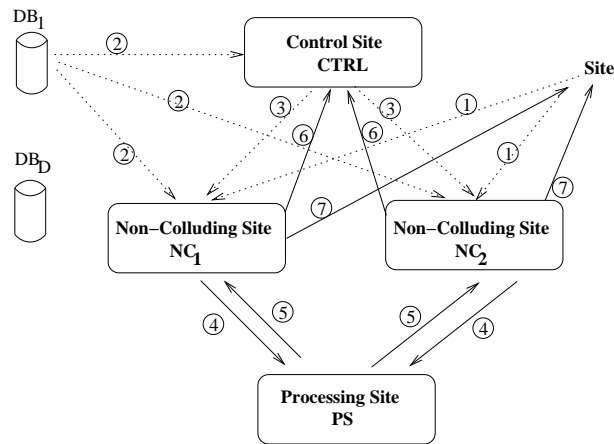 DB1
②
Control Site
CTRL
Site
②
③
③
①
⑥
⑥
②
①
DBD
⑦
⑦
Non−Colluding Site
NC1
Non−Colluding Site
NC2
④
⑤
⑤
④
Processing Site
PS